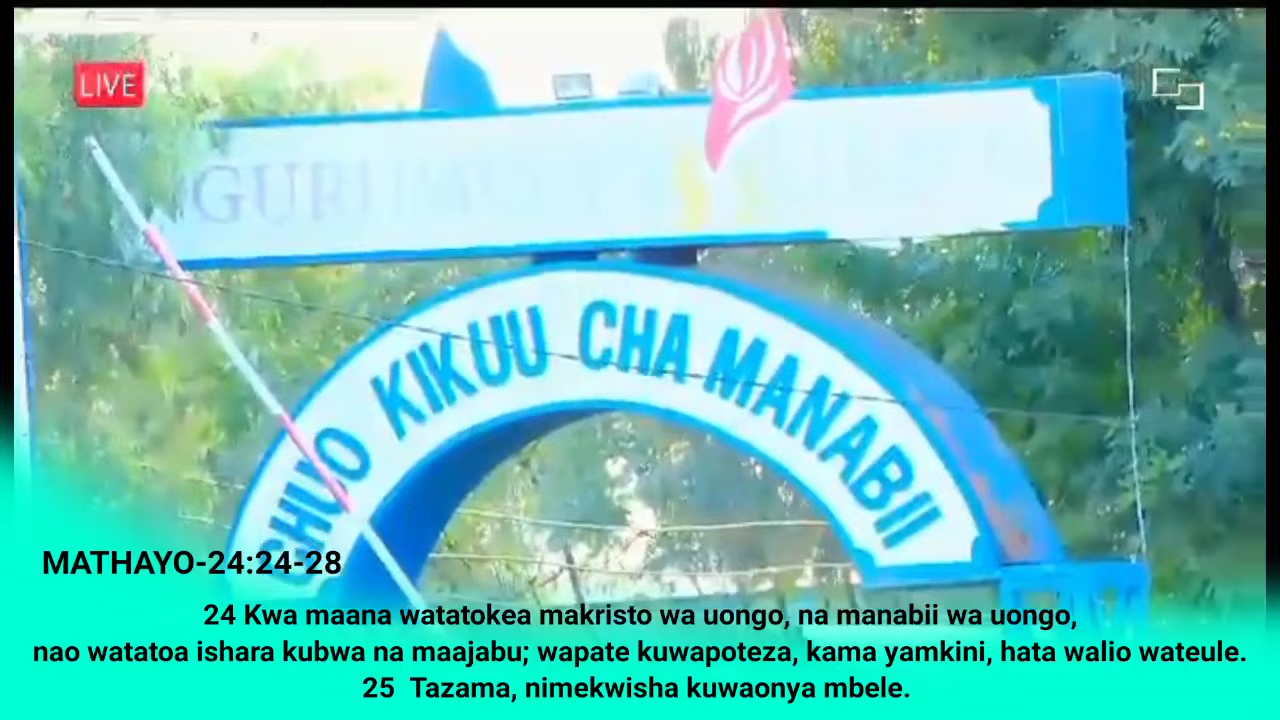 LIVE
CHUO KIKUU CHA MANABII
MATHAYO-24:24-28
24 Kwa maana watatokea makristo wa uongo, na manabii wa uongo,
nao watatoa ishara kubwa na maajabu; wapate kuwapoteza, kama yamkini, hata walio wateule.
25 Tazama, nimekwisha kuwaonya mbele.